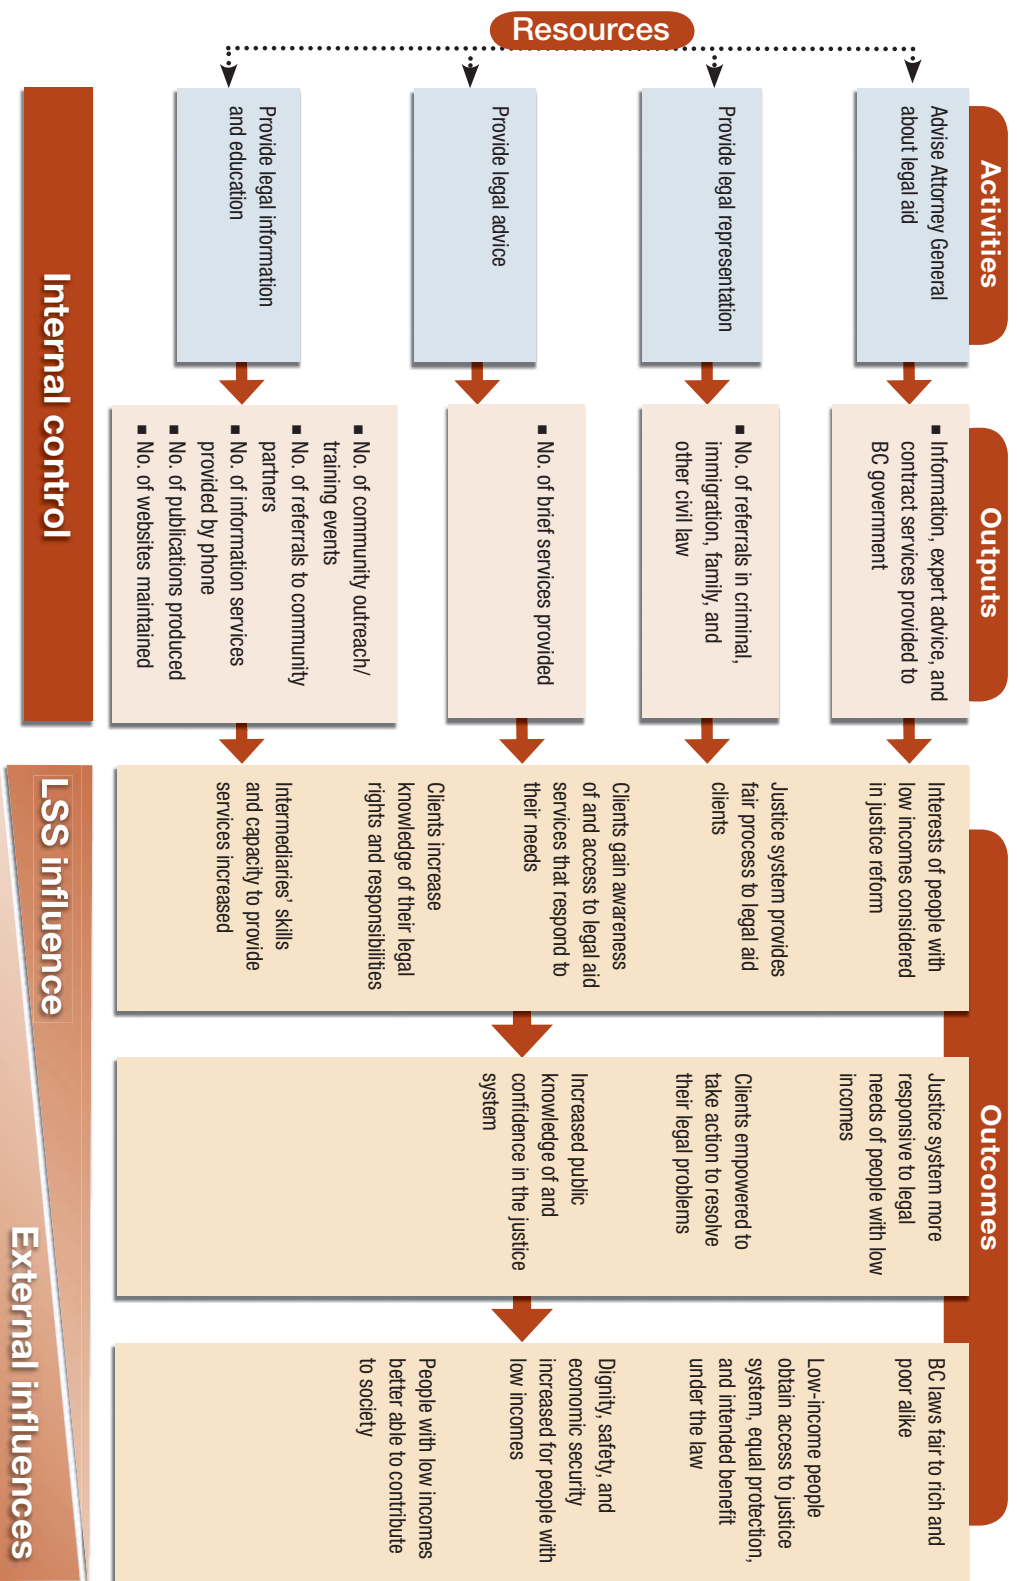 Resources
Activities
Outputs
Outcomes
Advise Attorney General
about legal aid
■ Information, expert advice, and
contract services provided to
BC government
Provide legal representation
■ No. of referrals in criminal,
immigration, family, and
other civil law
Provide legal advice
■ No. of brief services provided
Provide legal information
and education
■ No. of community outreach/
training events
■ No. of referrals to community
partners
■ No. of information services
provided by phone
■ No. of publications produced
■ No. of websites maintained
Interests of people with
low incomes considered
in justice reform
Justice system provides
fair process to legal aid
clients
Clients gain awareness
of and access to legal aid
services that respond to
their needs
Clients increase
knowledge of their legal
rights and responsibilities
Intermediaries’ skills
and capacity to provide
services increased
Justice system more
responsive to legal
needs of people with low
incomes
Clients empowered to
take action to resolve
their legal problems
Increased public
knowledge of and
confidence in the justice
system
BC laws fair to rich and
poor alike
Low-income people
obtain access to justice
system, equal protection,
and intended benefit
under the law
Dignity, safety, and
economic security
increased for people with
low incomes
People with low incomes
better able to contribute
to society
Internal control
LSS influence
External influences